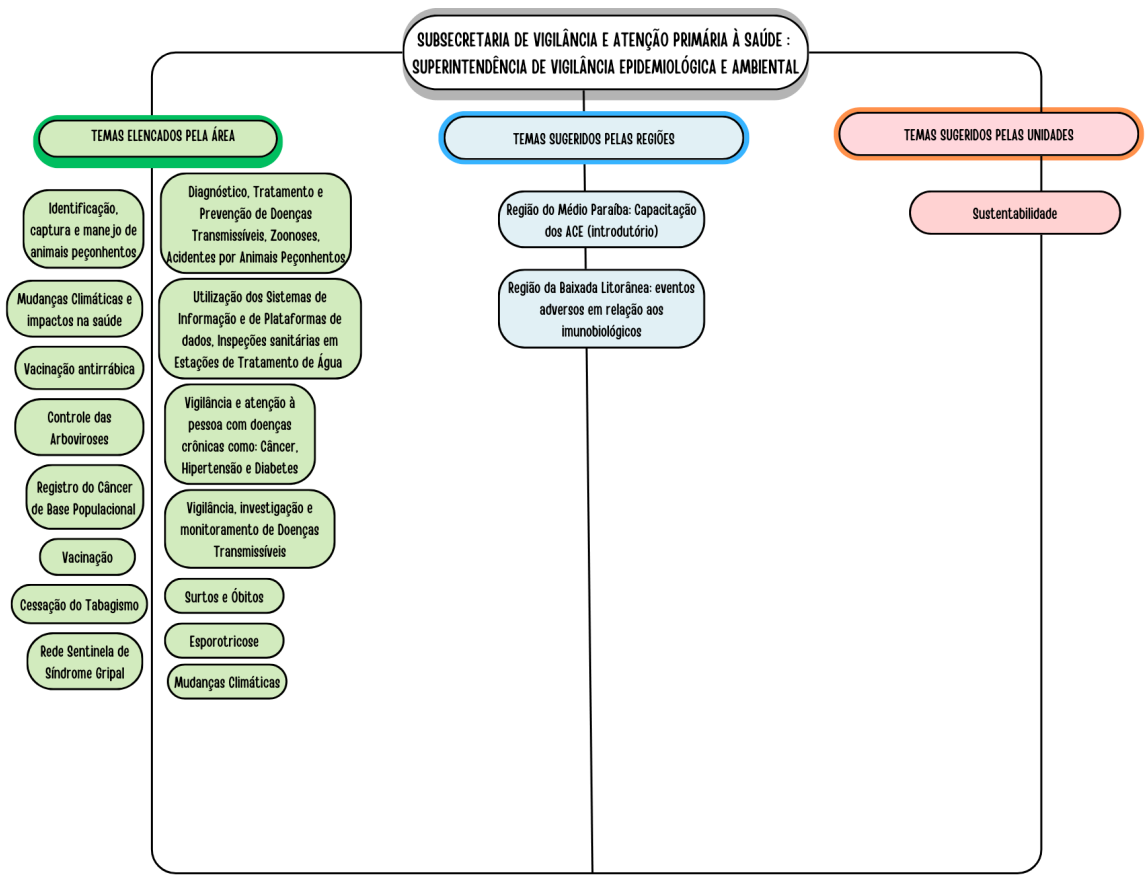 SUBSECRETARIA DE VIGILÂNCIA E ATENÇÃO PRIMÁRIA À SAÚDE :
SUPERINTENDÊNCIA DE VIGILÂNCIA EPIDEMIOLÓGICA E AMBIENTAL
TEMAS ELENCADOS PELA ÁREA
Identificação,
captura e manejo de
animais peçonhentos
Mudanças Climáticas e
impactos na saúde
Vacinação antirrábica
Controle das
Arboviroses
Registro do Câncer
de Base Populacional
Vacinação
Cessação do Tabagismo
Rede Sentinela de
Síndrome Gripal
Diagnóstico, Tratamento e
Prevenção de Doenças
Transmissíveis, Zoonoses,
Acidentes por Animais Peçonhentos
Utilização dos Sistemas de
Informação e de Plataformas de
dados, Inspeções sanitárias em
Estações de Tratamento de Água
Vigilância e atenção à
pessoa com doenças
crônicas como: Câncer,
Hipertensão e Diabetes
Vigilância, investigação e
monitoramento de Doenças
Transmissíveis
Surtos e Óbitos
Esporotricose
Mudanças Climáticas
TEMAS SUGERIDOS PELAS REGIÕES
Região do Médio Paraíba: Capacitação
dos ACE (introdutório)
Região da Baixada Litorânea: eventos
adversos em relação aos
imunobiológicos
TEMAS SUGERIDOS PELAS UNIDADES
Sustentabilidade